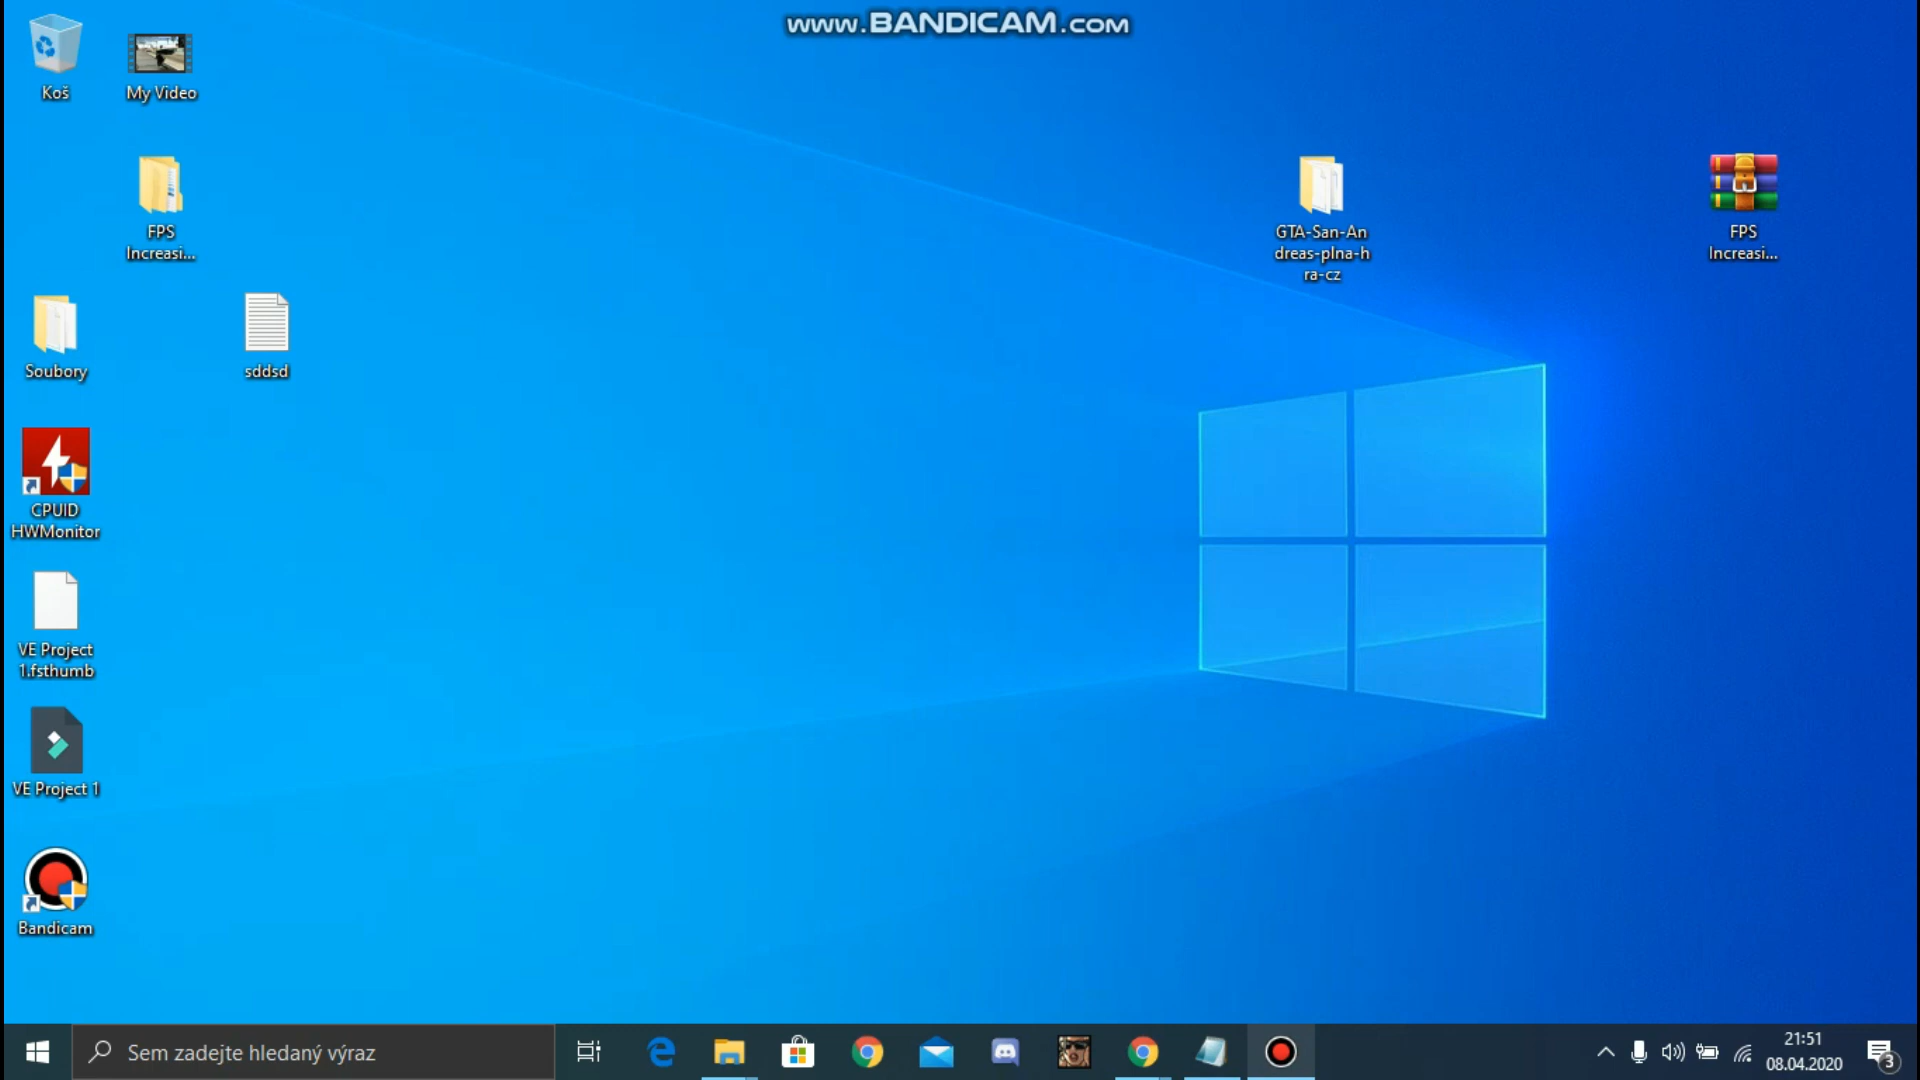 www.BANDICAM.com
Koš
My Video
FPS
Increasi...
GTA-San-An
dreas-plna-h
ra-cz
FPS
Increasi...
Soubory
sddsd
CPUID
HWMonitor
VE Project
1.fsthumb
VE Project 1
Bandicam
Sem zadejte hledaný výraz
21:51
08.04.2020
3